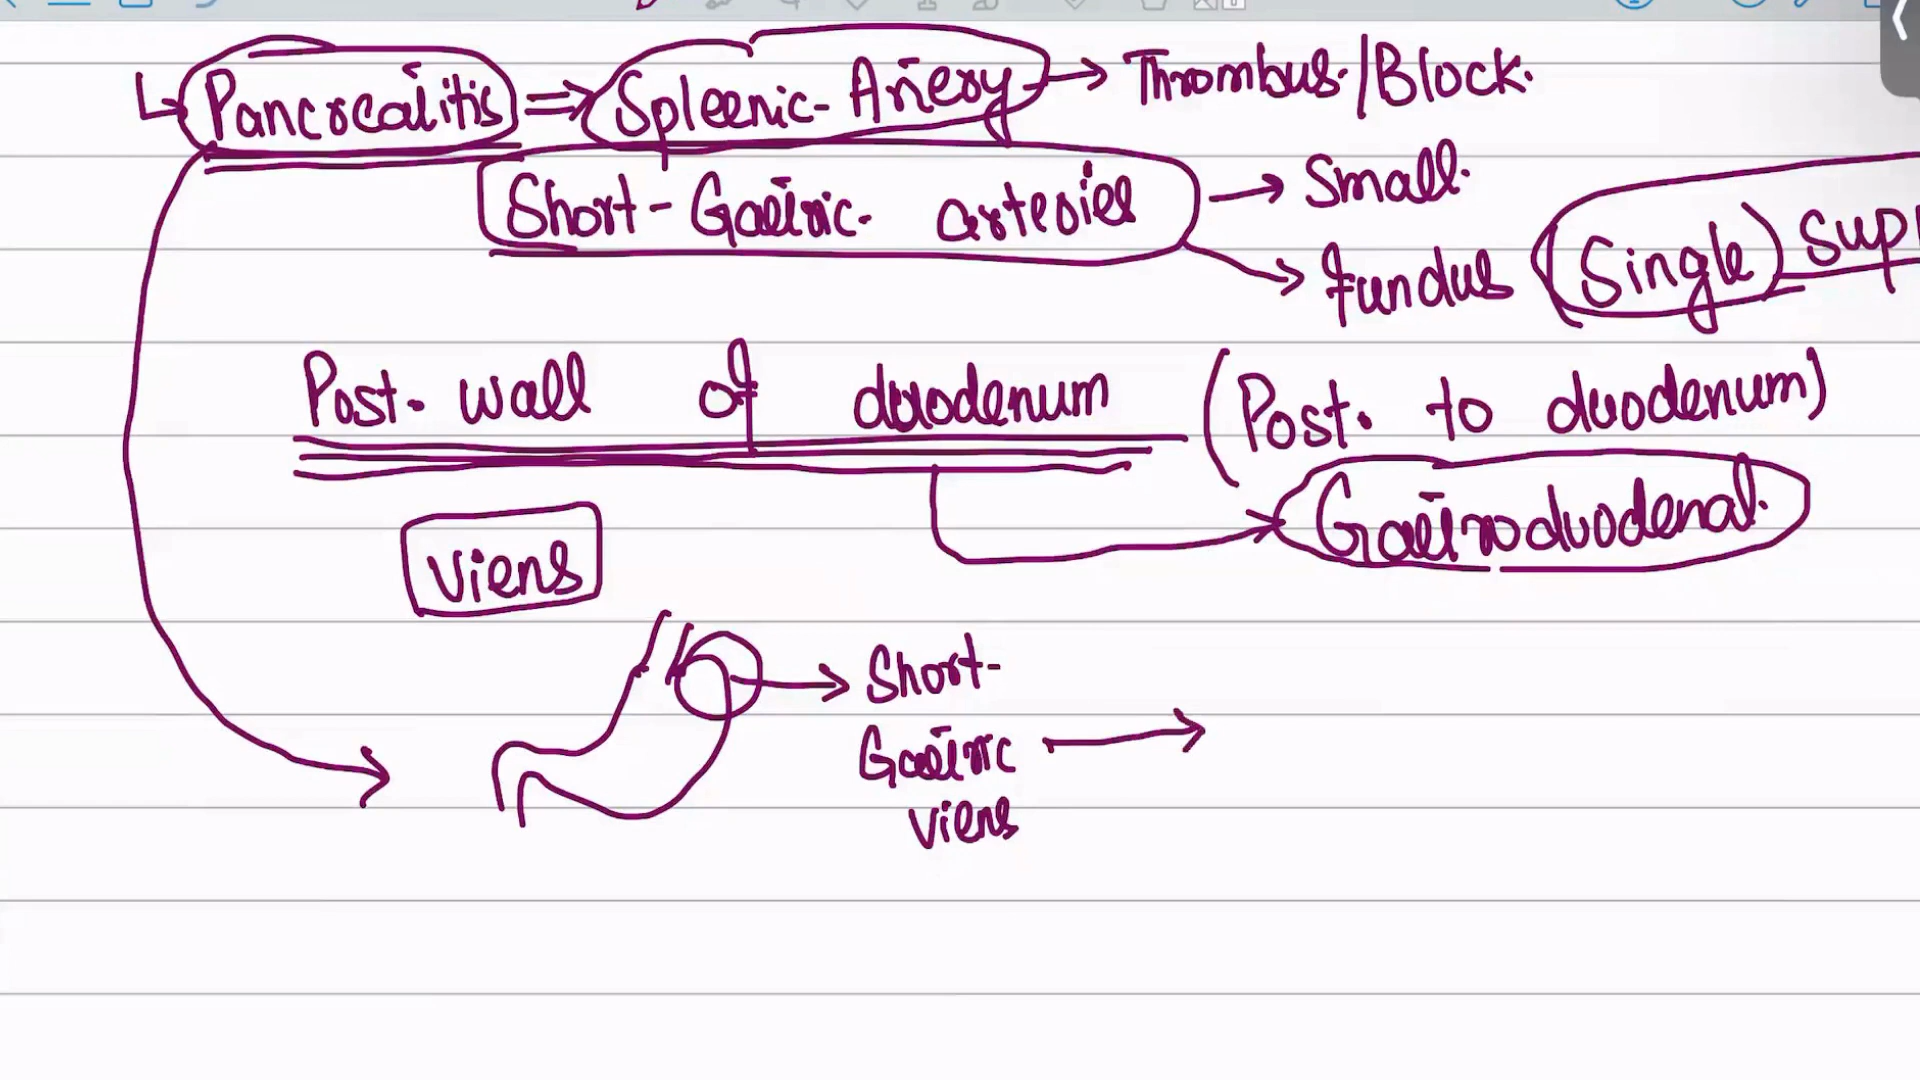 Pancreatitis ⇒ Spleenic - Artery → Thrombus/Block.
Short - Gastric. arteries → Small.
→ fundus (Single) Supp
Post. wall of duodenum (Post. to duodenum)
Gastroduodenal.
Viens
Short-
Gastric →
viens